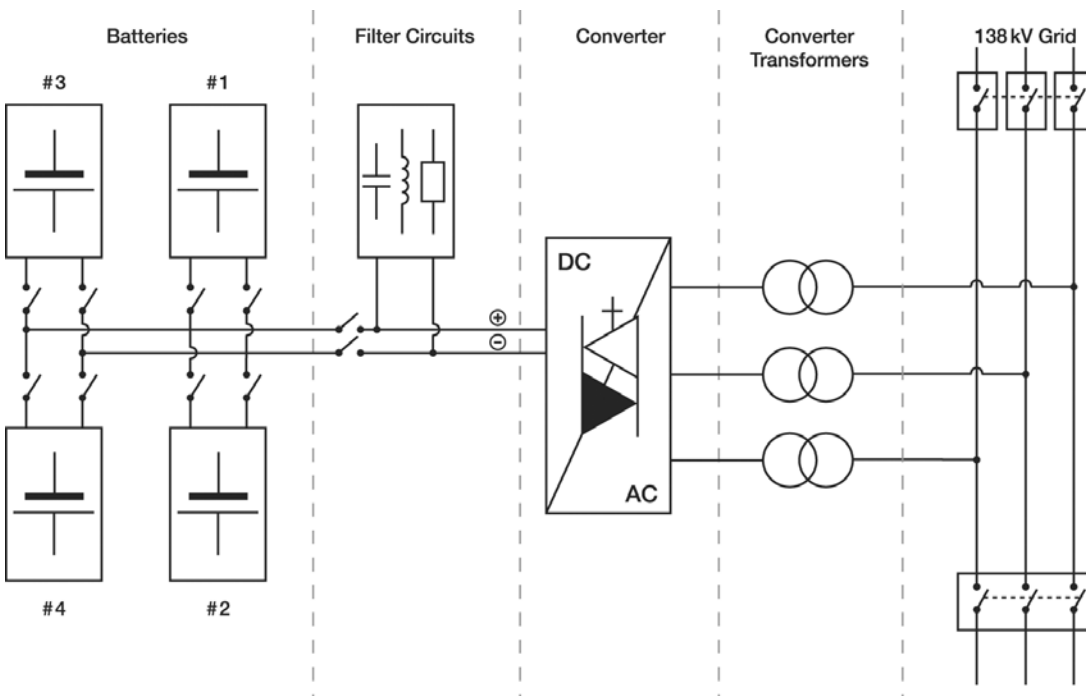 Batteries
Filter Circuits
Converter
Converter
Transformers
138 kV Grid
#3
#1
DC
+
−
AC
#4
#2